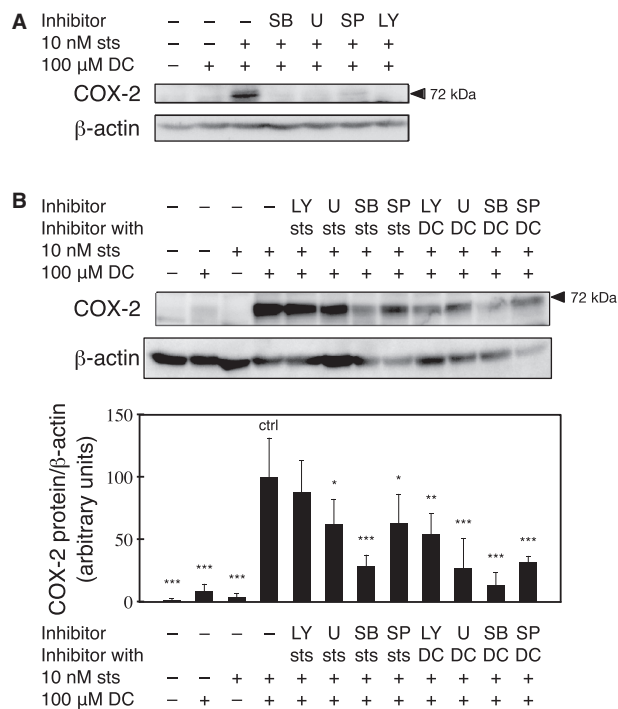 A
Inhibitor – – – SB U SP LY
10 nM sts – – + + + + +
100 µM DC – + + + + + +
COX-2 72 kDa
β-actin
B
Inhibitor – – – – LY U SB SP LY U SB SP
Inhibitor with sts sts sts sts DC DC DC DC
10 nM sts – – + + + + + + + + + +
100 µM DC – + – + + + + + + + + +
COX-2 72 kDa
β-actin
COX-2 protein/β-actin
(arbitrary units)
150
100
50
0
*** *** *** ctrl * *** * ** *** *** ***
Inhibitor – – – – LY U SB SP LY U SB SP
Inhibitor with sts sts sts sts DC DC DC DC
10 nM sts – – + + + + + + + + + +
100 µM DC – + – + + + + + + + + +